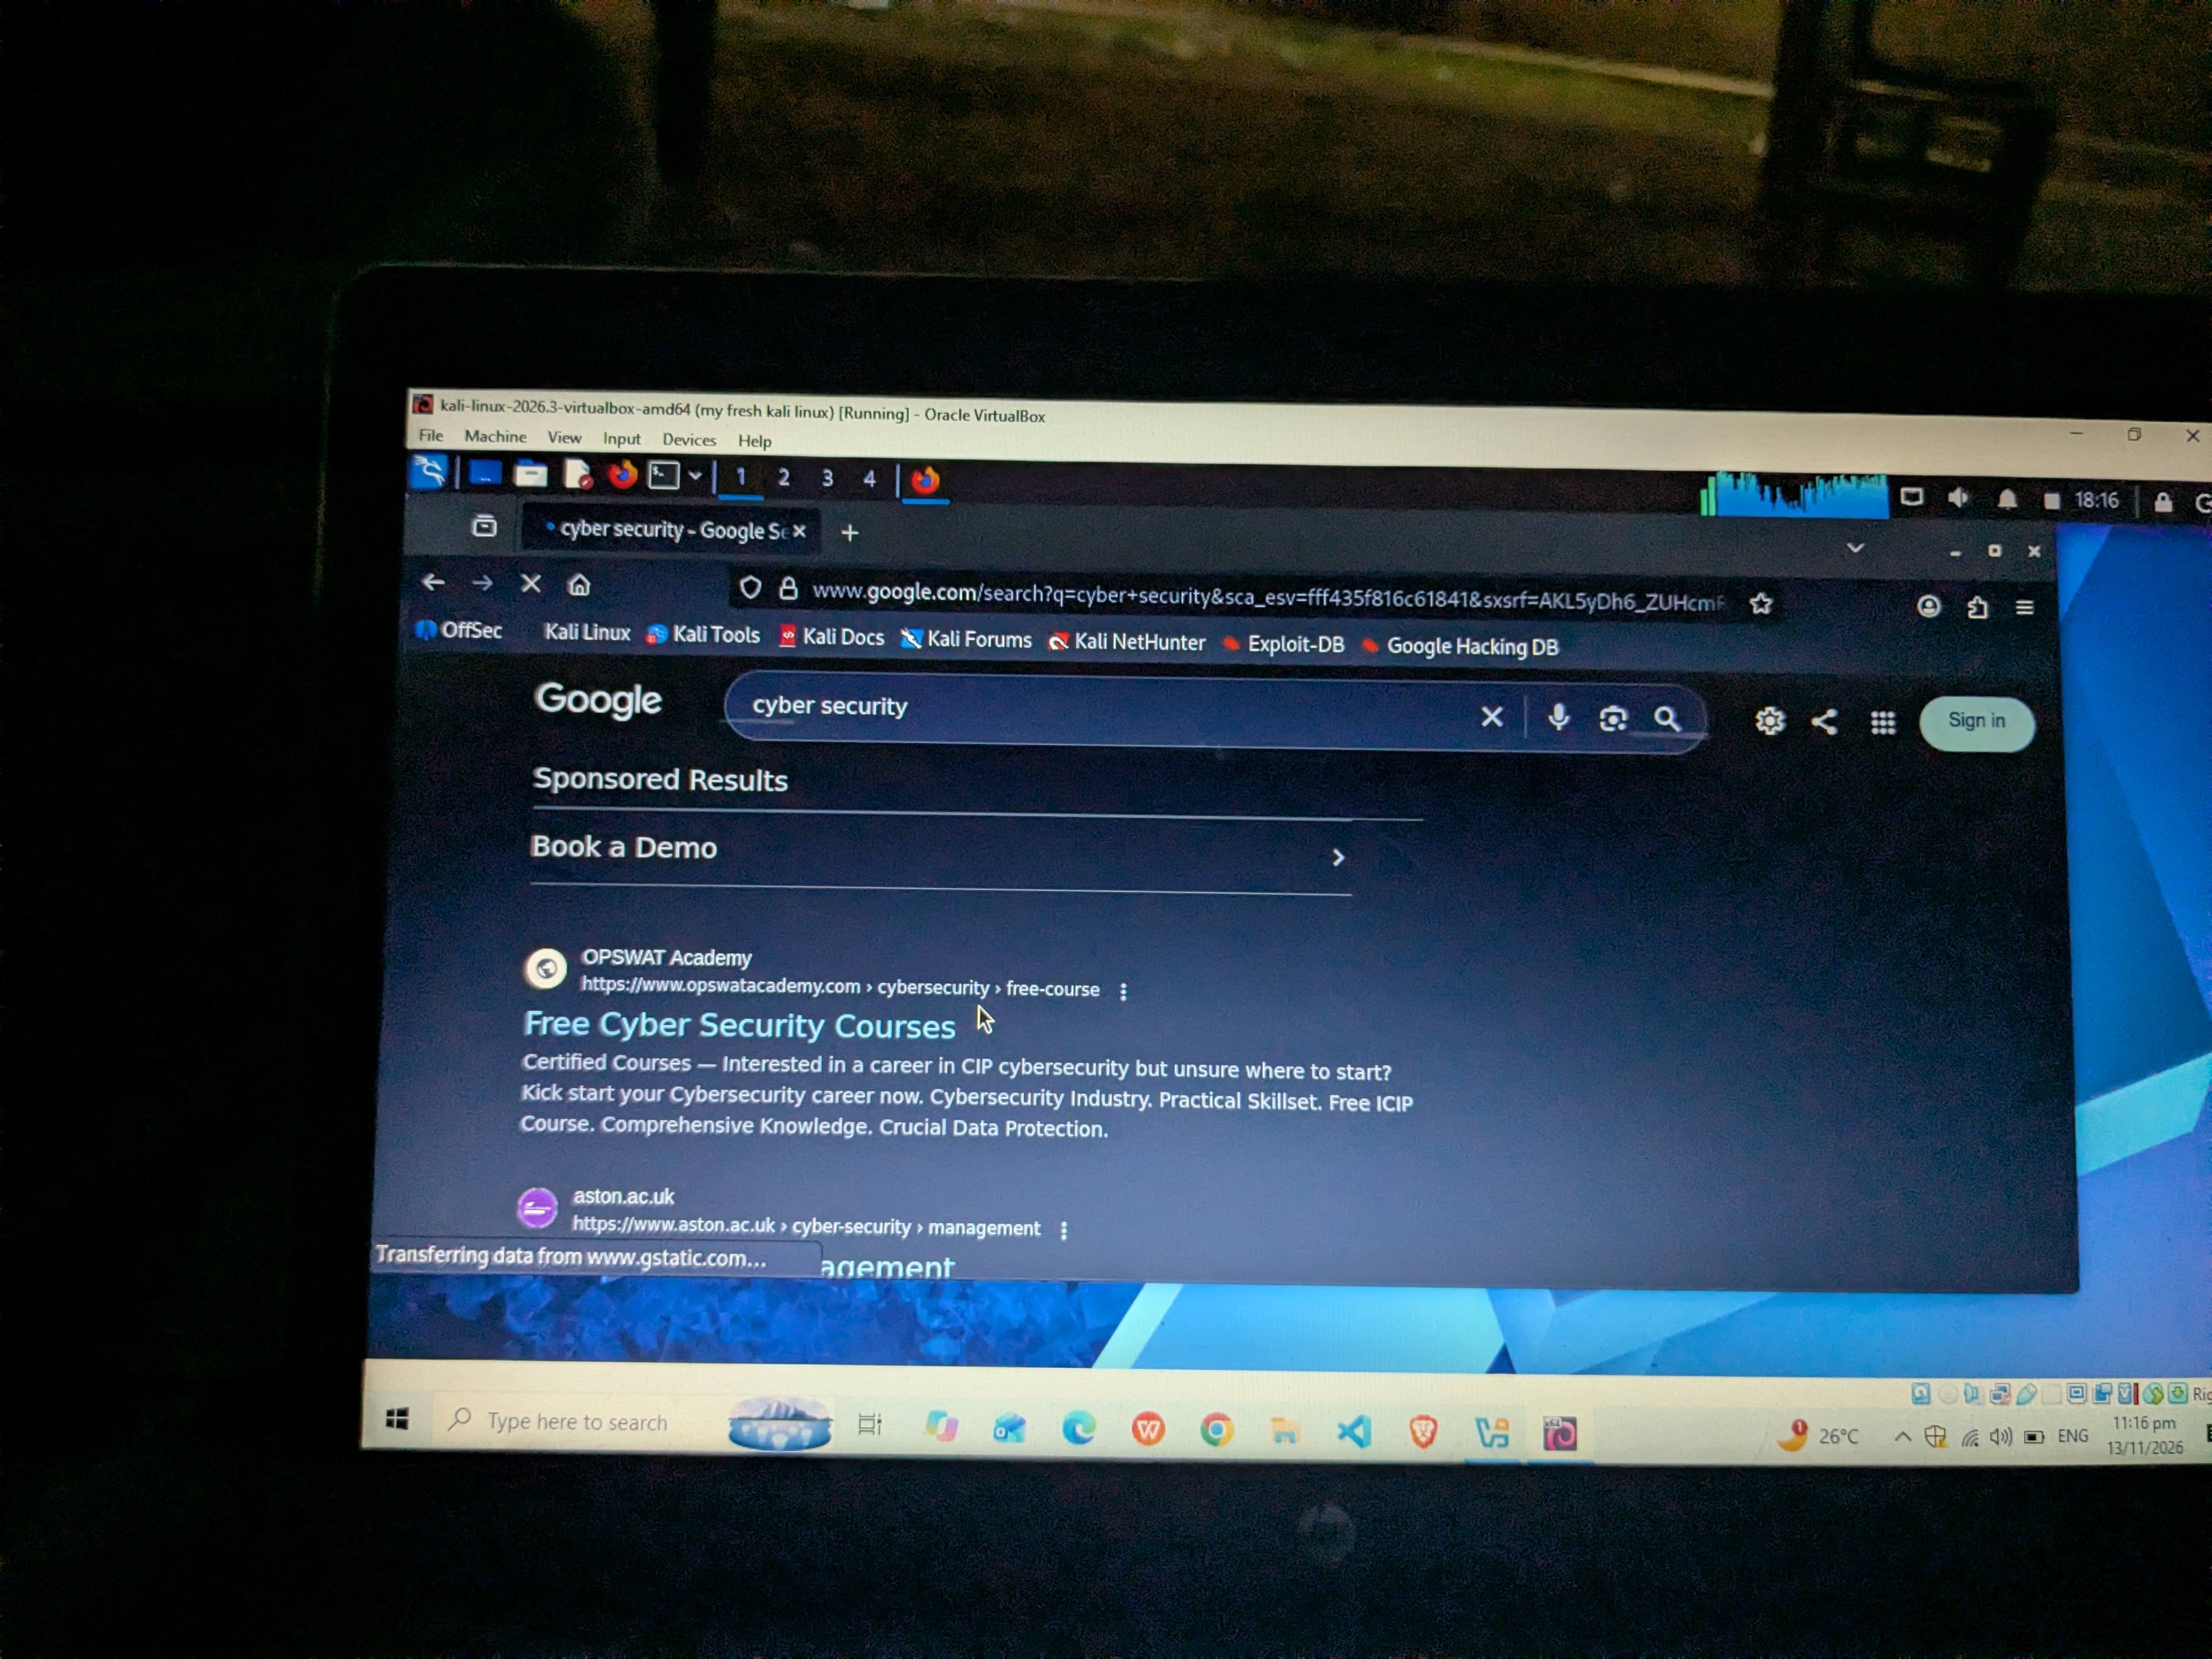 kali-linux-2026.3-virtualbox-amd64 (my fresh kali linux) [Running] - Oracle VirtualBox
File Machine View Input Devices Help
1 2 3 4 18:16
cyber security - Google Se
www.google.com/search?q=cyber+security&sca_esv=fff435f816c61841&sxsrf=AKL5yDh6_ZUHcm
OffSec Kali Linux Kali Tools Kali Docs Kali Forums Kali NetHunter Exploit-DB Google Hacking DB
Google cyber security Sign in
Sponsored Results
Book a Demo
OPSWAT Academy
https://www.opswatacademy.com › cybersecurity › free-course
Free Cyber Security Courses
Certified Courses — Interested in a career in CIP cybersecurity but unsure where to start?
Kick start your Cybersecurity career now. Cybersecurity Industry. Practical Skillset. Free ICIP
Course. Comprehensive Knowledge. Crucial Data Protection.
aston.ac.uk
https://www.aston.ac.uk › cyber-security › management
Transferring data from www.gstatic.com...
agement
Type here to search 26°C ENG 11:16 pm
13/11/2026